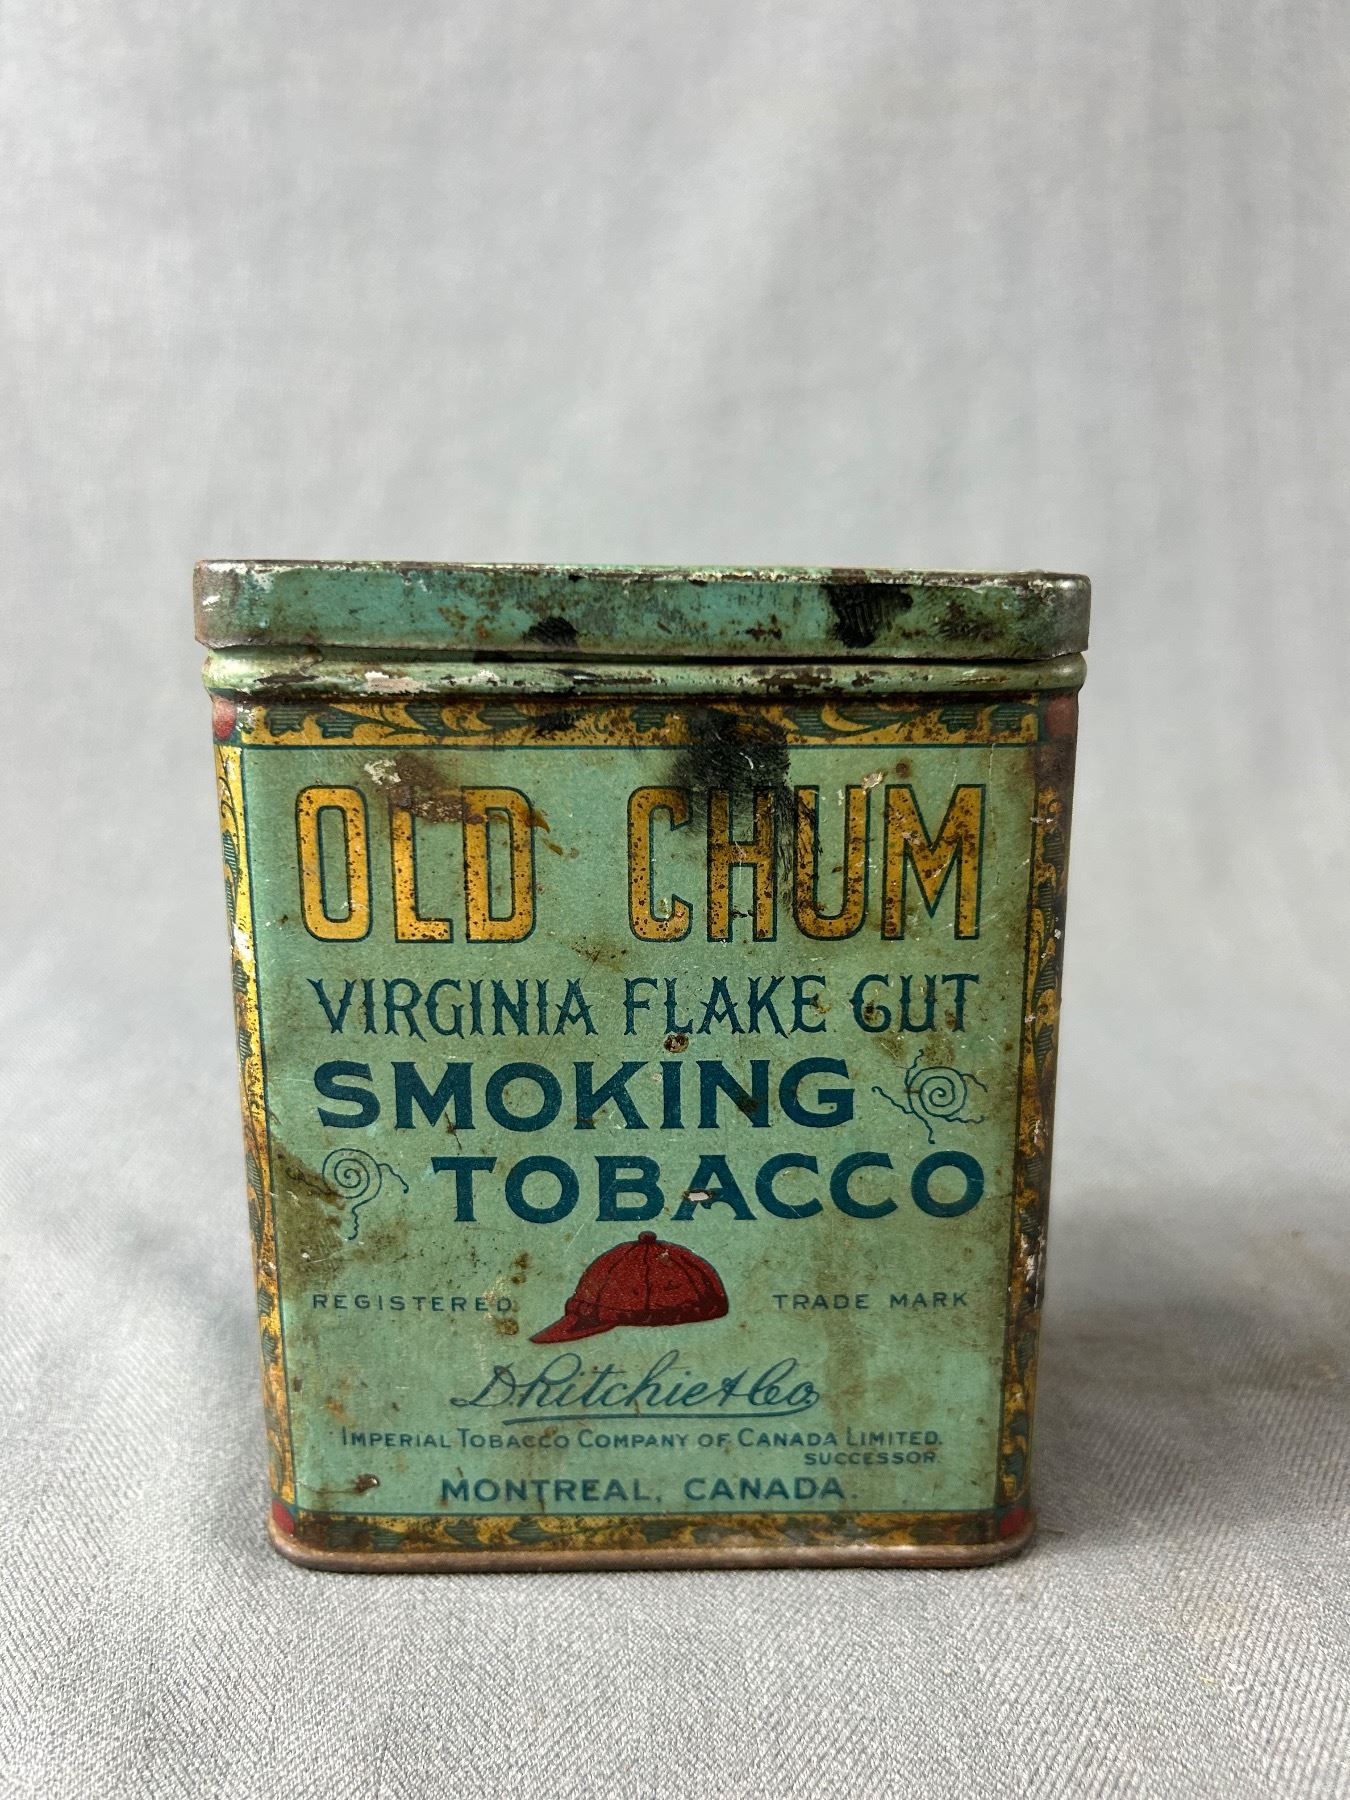 OLD CHUM
VIRGINIA FLAKE CUT
SMOKING
TOBACCO
REGISTERED TRADE MARK
D. Ritchie & Co.
IMPERIAL TOBACCO COMPANY OF CANADA LIMITED.
SUCCESSOR.
MONTREAL, CANADA.